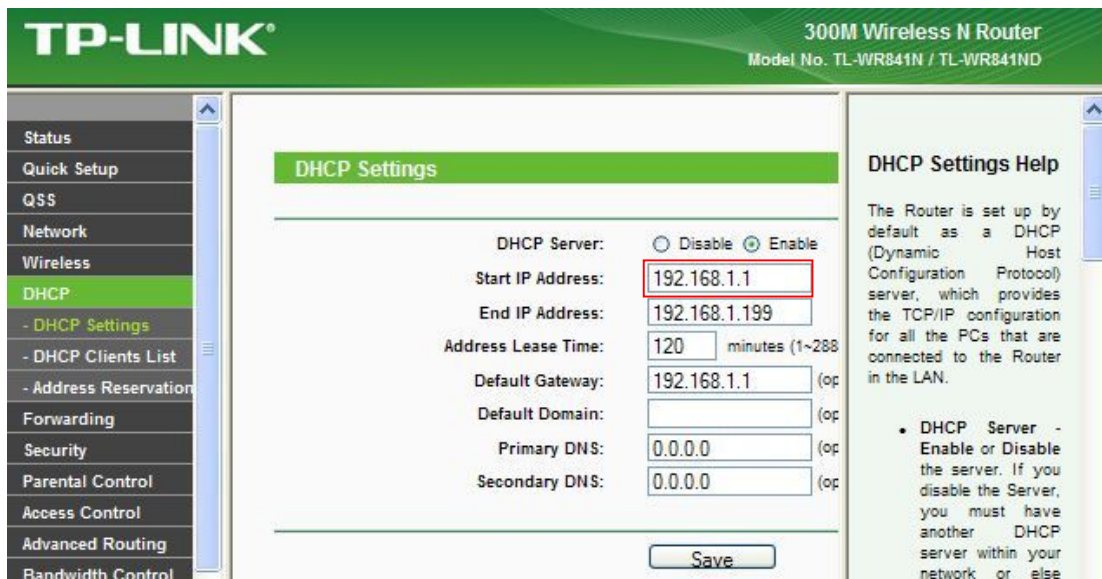 TP-LINK®
300M Wireless N Router
Model No. TL-WR841N / TL-WR841ND
Status
Quick Setup
QSS
Network
Wireless
DHCP
- DHCP Settings
- DHCP Clients List
- Address Reservation
Forwarding
Security
Parental Control
Access Control
Advanced Routing
Bandwidth Control
DHCP Settings
DHCP Server: Disable Enable
Start IP Address: 192.168.1.1
End IP Address: 192.168.1.199
Address Lease Time: 120 minutes (1~288
Default Gateway: 192.168.1.1 (op
Default Domain: (op
Primary DNS: 0.0.0.0 (op
Secondary DNS: 0.0.0.0 (op
Save
DHCP Settings Help
The Router is set up by
default as a DHCP
(Dynamic Host
Configuration Protocol)
server, which provides
the TCP/IP configuration
for all the PCs that are
connected to the Router
in the LAN.
• DHCP Server -
Enable or Disable
the server. If you
disable the Server,
you must have
another DHCP
server within your
network or else